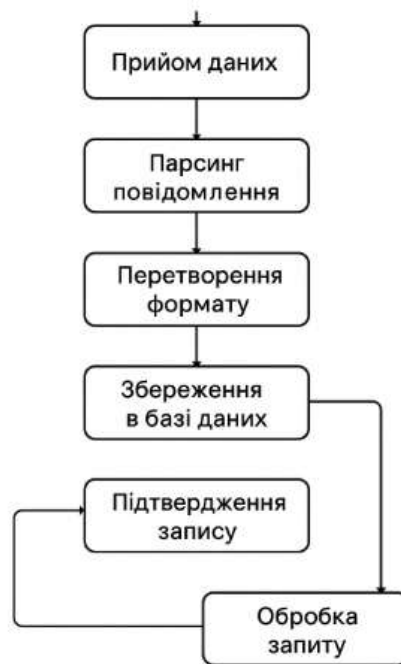 Прийом даних
Парсинг
повідомлення
Перетворення
формату
Збереження
в базі даних
Підтвердження
запису
Обробка
запиту